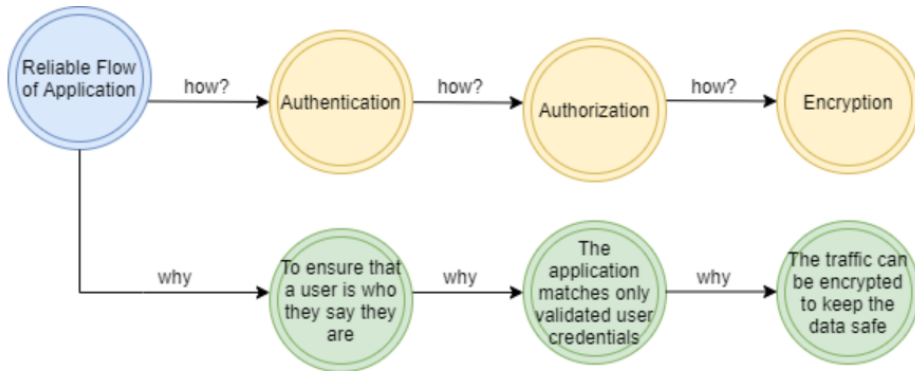 Reliable Flow
of Application
how?
Authentication
how?
Authorization
how?
Encryption
why
To ensure that
a user is who
they say they
are
why
The
application
matches only
validated user
credentials
why
The traffic can
be encrypted
to keep the
data safe